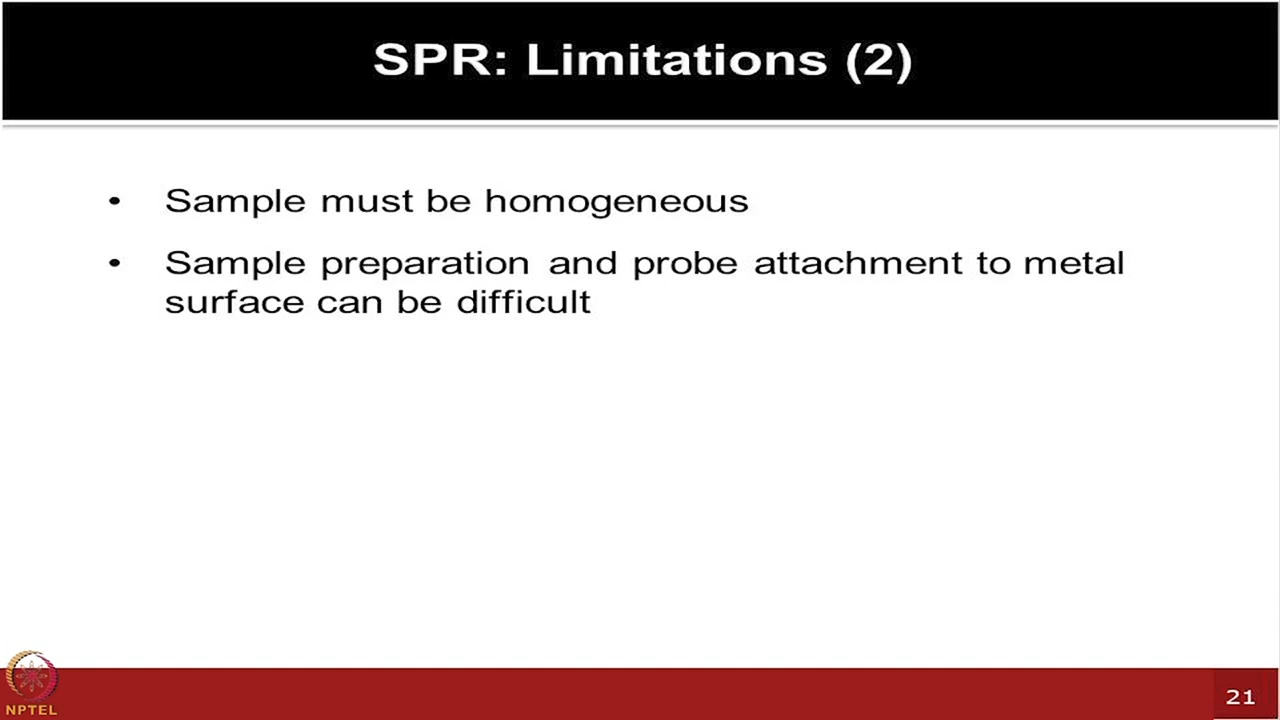 SPR: Limitations (2)
• Sample must be homogeneous
• Sample preparation and probe attachment to metal
surface can be difficult
NPTEL
21